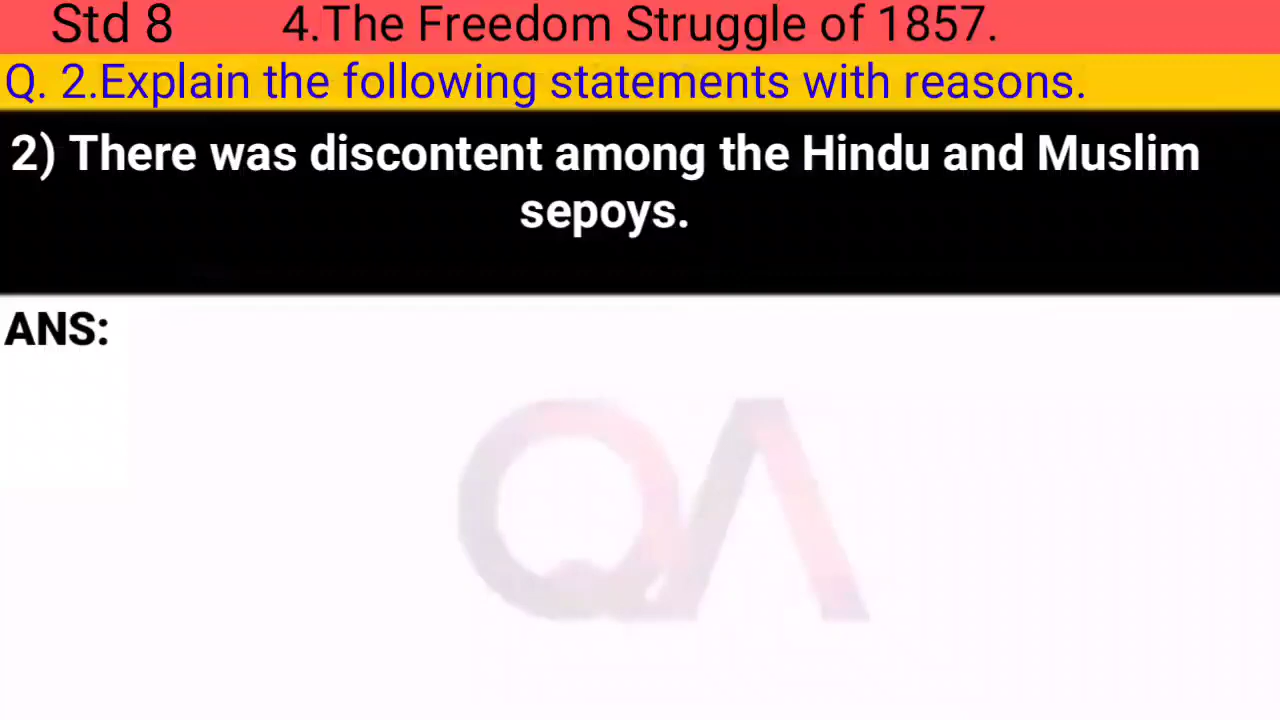 Std 8 4.The Freedom Struggle of 1857.
Q. 2.Explain the following statements with reasons.
2) There was discontent among the Hindu and Muslim
sepoys.
ANS:
QA